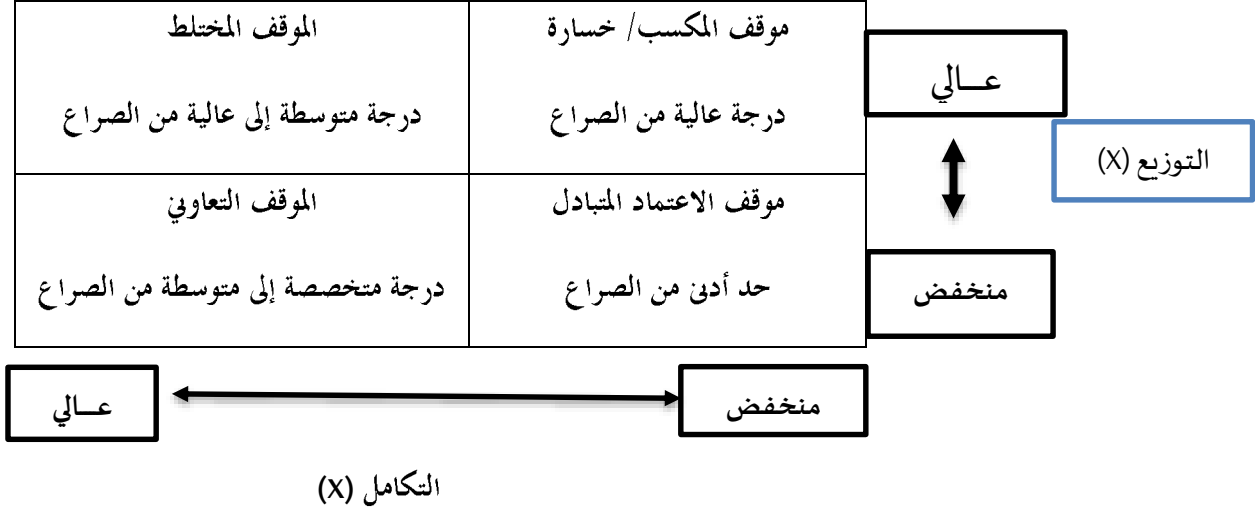 موقف المكسب/ خسارة
درجة عالية من الصراع
الموقف المختلط
درجة متوسطة إلى عالية من الصراع
عــالي
التوزيع (X)
موقف الاعتماد المتبادل
حد أدنى من الصراع
الموقف التعاوني
درجة متخصصة إلى متوسطة من الصراع
منخفض
منخفض
عــالي
التكامل (X)